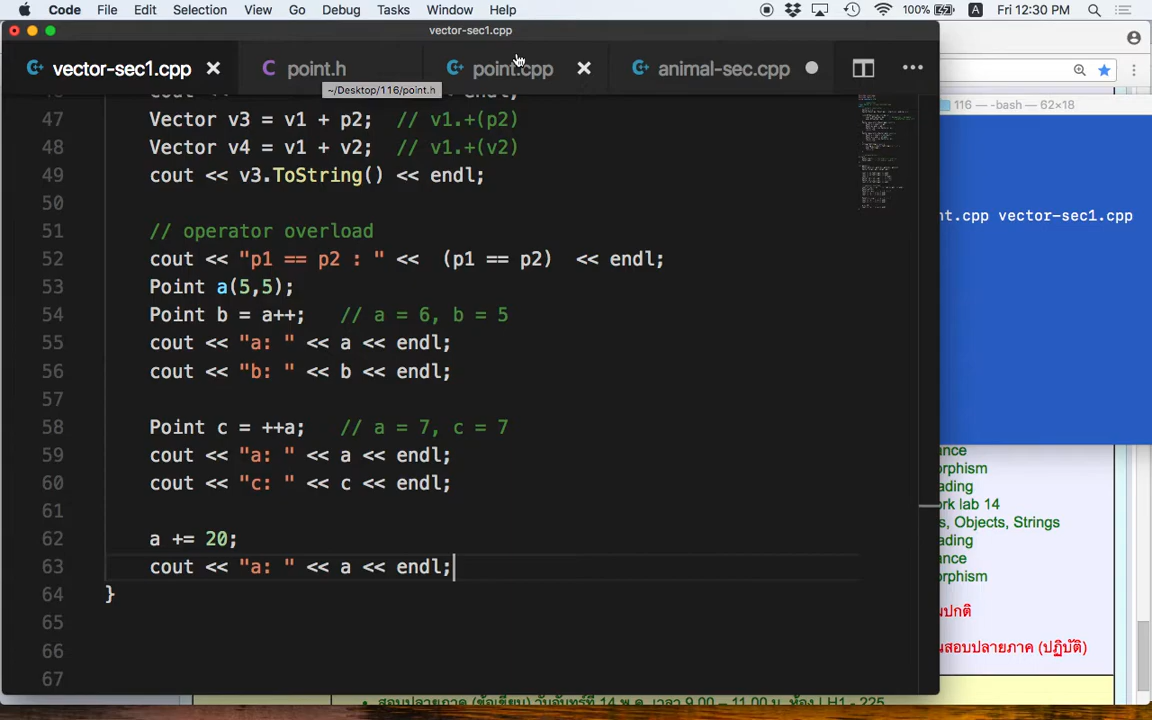 Code File Edit Selection View Go Debug Tasks Window Help 100% A Fri 12:30 PM
vector-sec1.cpp
vector-sec1.cpp point.h point.cpp animal-sec.cpp
~/Desktop/116/point.h
116 — -bash — 62×18
47 Vector v3 = v1 + p2; // v1.+(p2)
48 Vector v4 = v1 + v2; // v1.+(v2)
49 cout << v3.ToString() << endl;
50
51 // operator overload
52 cout << "p1 == p2 : " << (p1 == p2) << endl;
53 Point a(5,5);
54 Point b = a++; // a = 6, b = 5
55 cout << "a: " << a << endl;
56 cout << "b: " << b << endl;
57
58 Point c = ++a; // a = 7, c = 7
59 cout << "a: " << a << endl;
60 cout << "c: " << c << endl;
61
62 a += 20;
63 cout << "a: " << a << endl;
64 }
65
66
67
nt.cpp vector-sec1.cpp
ance
orphism
ading
rk lab 14
s, Objects, Strings
ading
ance
orphism
นปกติ
นสอบปลายภาค (ปฏิบัติ)
สอบปลายภาค (ข้อเขียน) วันจันทร์ที่ 14 พ.ค. เวลา 9.00 – 11.00 น. ห้อง LH1 - 225